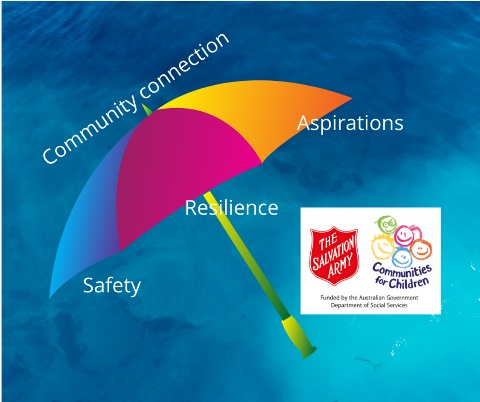 Community connection
Aspirations
Resilience
Safety
THE
SALVATION
ARMY
Communities
for Children
Funded by the Australian Government
Department of Social Services